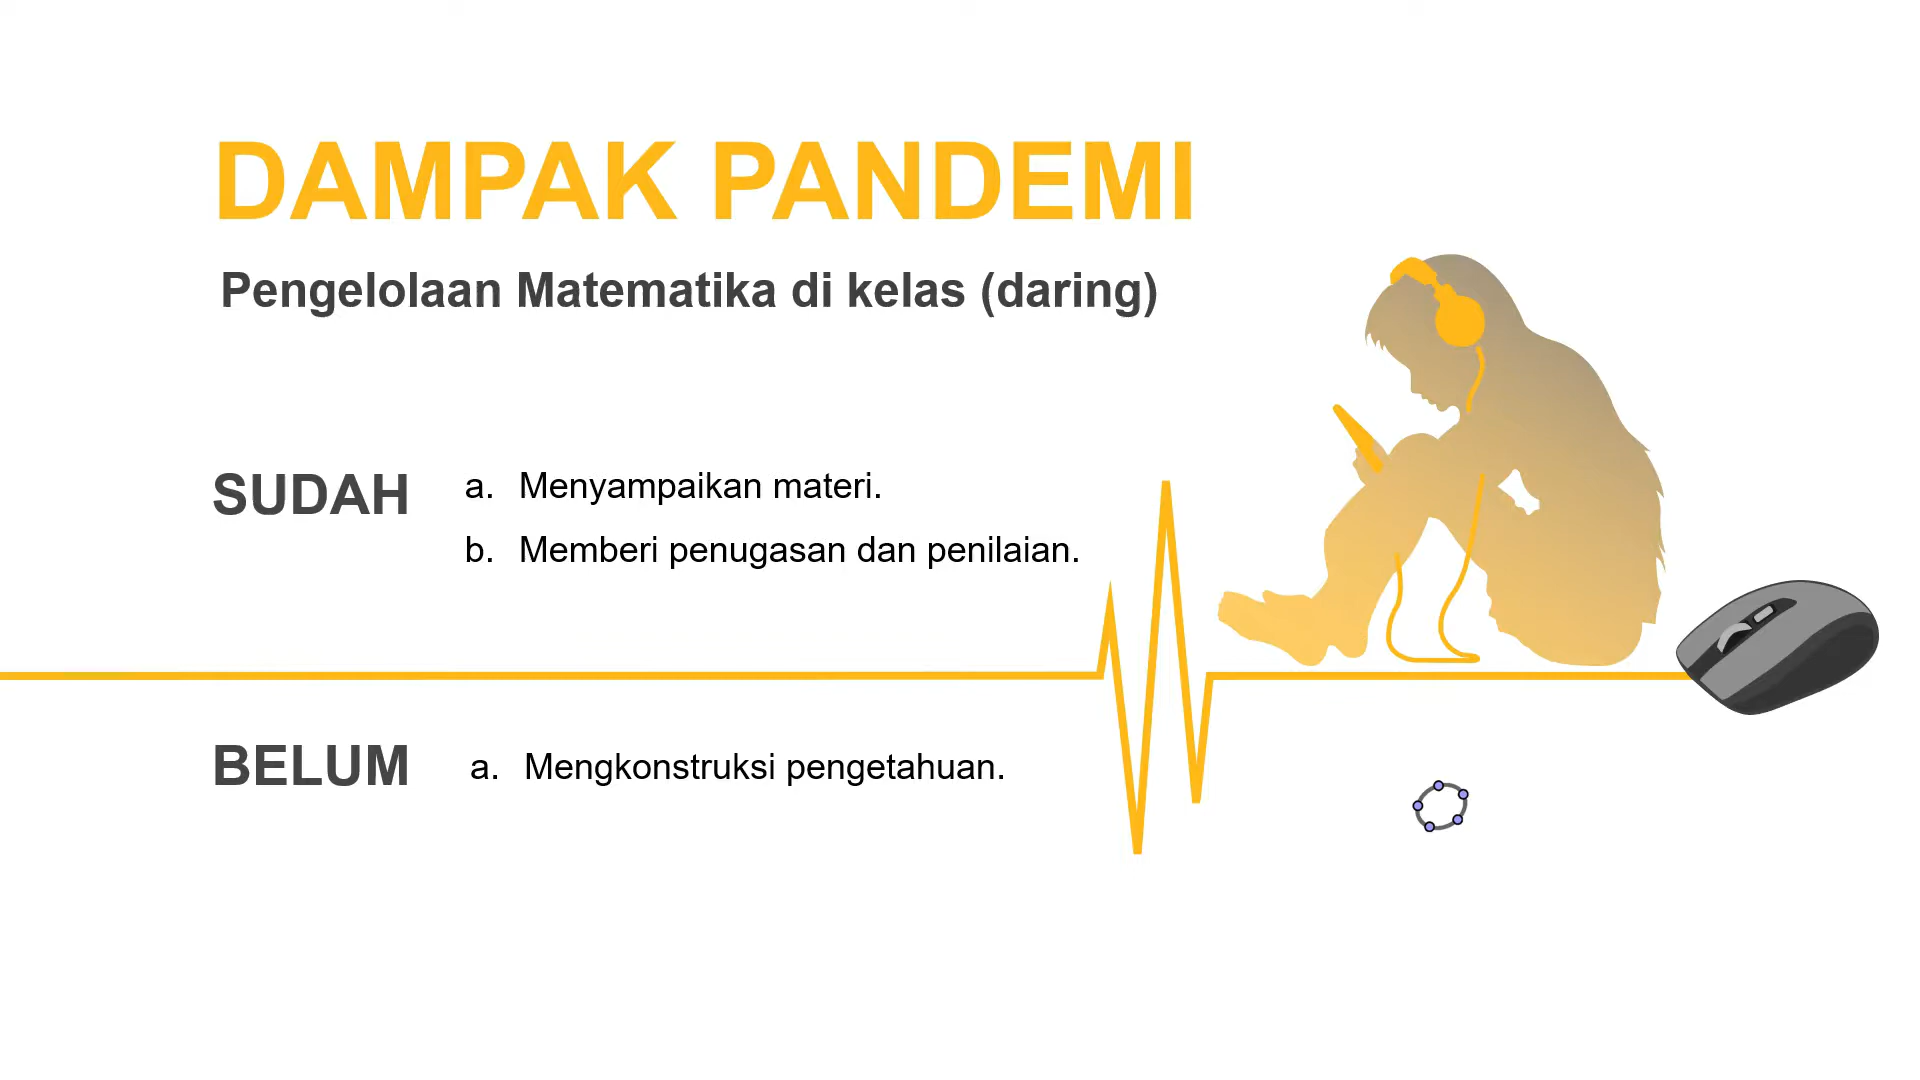 DAMPAK PANDEMI
Pengelolaan Matematika di kelas (daring)
SUDAH
a. Menyampaikan materi.
b. Memberi penugasan dan penilaian.
BELUM
a. Mengkonstruksi pengetahuan.